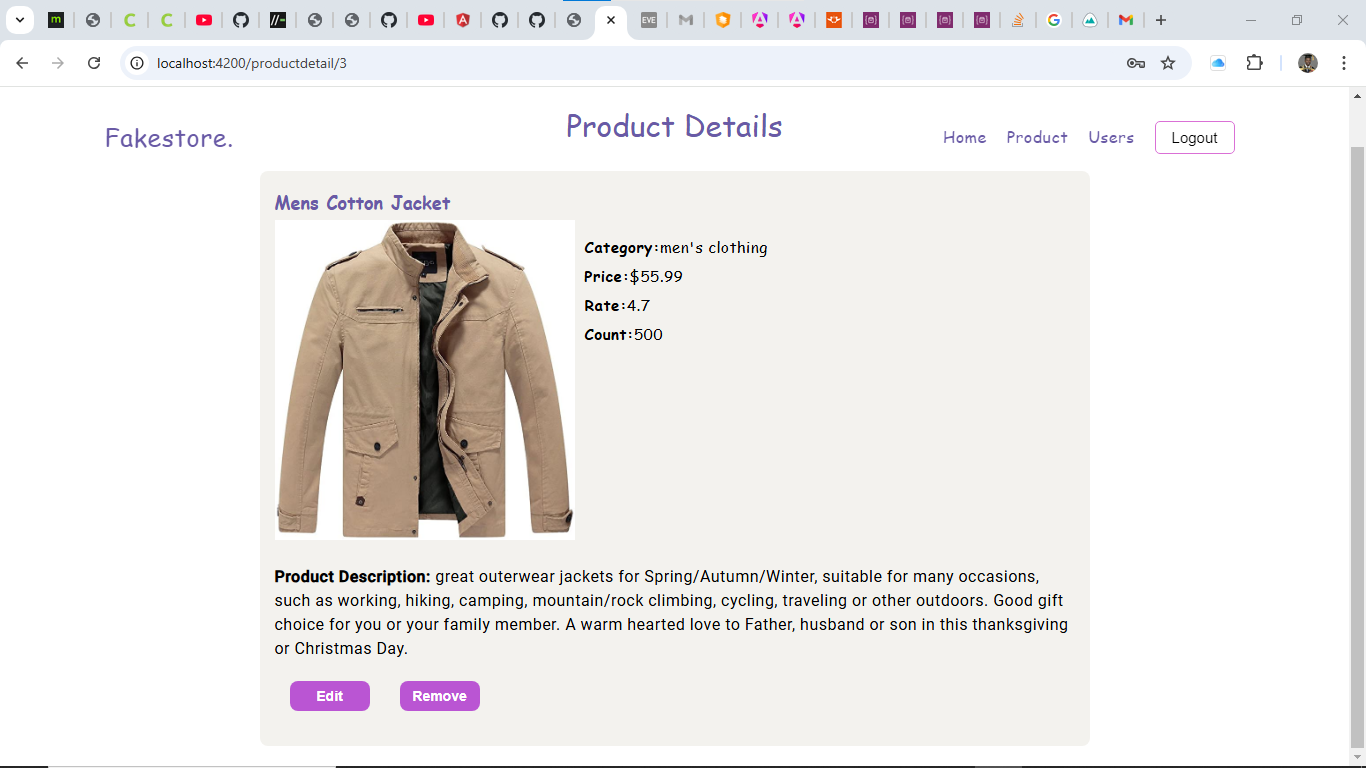 EVE
localhost:4200/productdetail/3
Fakestore.
Product Details
Home
Product
Users
Logout
Mens Cotton Jacket
Category:men's clothing
Price:$55.99
Rate:4.7
Count:500
Product Description: great outerwear jackets for Spring/Autumn/Winter, suitable for many occasions,
such as working, hiking, camping, mountain/rock climbing, cycling, traveling or other outdoors. Good gift
choice for you or your family member. A warm hearted love to Father, husband or son in this thanksgiving
or Christmas Day.
Edit
Remove